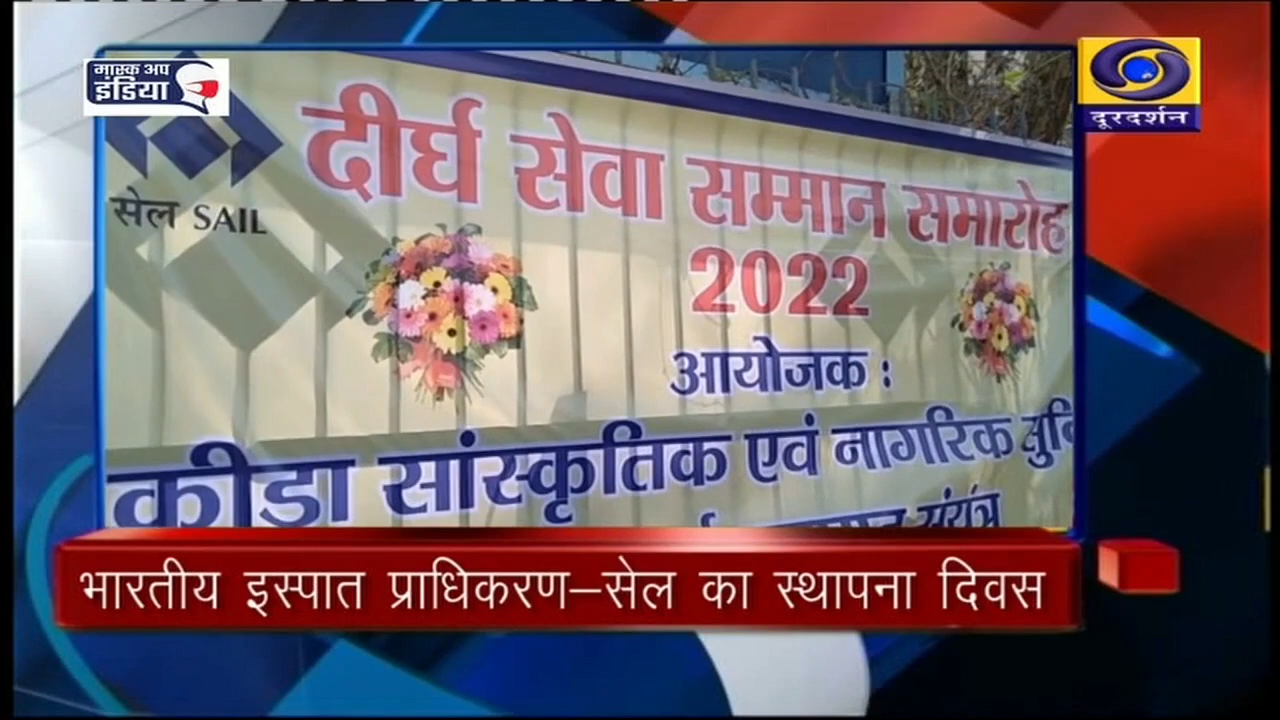 मास्क अप
इंडिया
दूरदर्शन
सेल SAIL
दीर्घ सेवा सम्मान समारोह
2022
आयोजक :
क्रीडा सांस्कृतिक एवं नागरिक
संयंत्र
भारतीय इस्पात प्राधिकरण–सेल का स्थापना दिवस